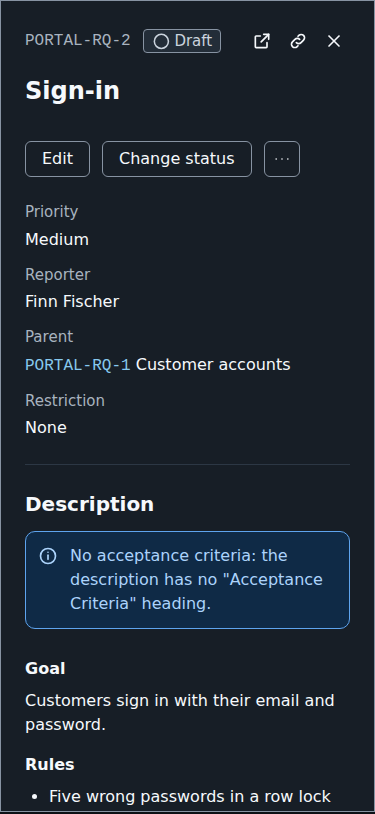 PORTAL-RQ-2 Draft
Sign-in
Edit Change status ...
Priority
Medium
Reporter
Finn Fischer
Parent
PORTAL-RQ-1 Customer accounts
Restriction
None
Description
No acceptance criteria: the
description has no "Acceptance
Criteria" heading.
Goal
Customers sign in with their email and
password.
Rules
• Five wrong passwords in a row lock